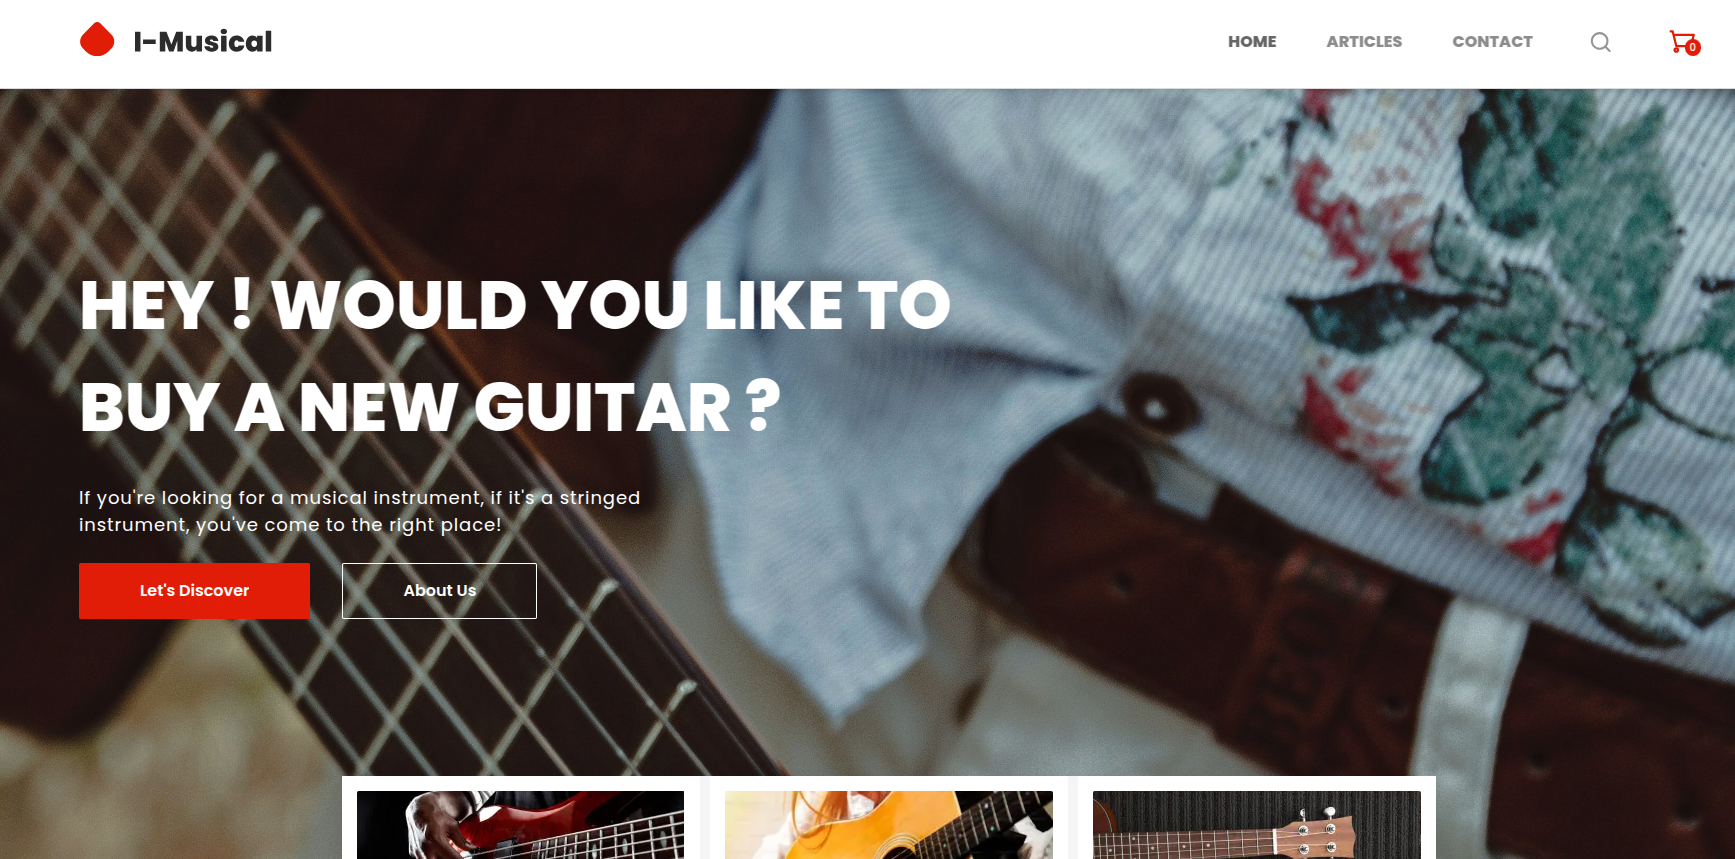 I-Musical
HOME
ARTICLES
CONTACT
0
HEY ! WOULD YOU LIKE TO
BUY A NEW GUITAR ?
If you're looking for a musical instrument, if it's a stringed
instrument, you've come to the right place!
Let's Discover
About Us